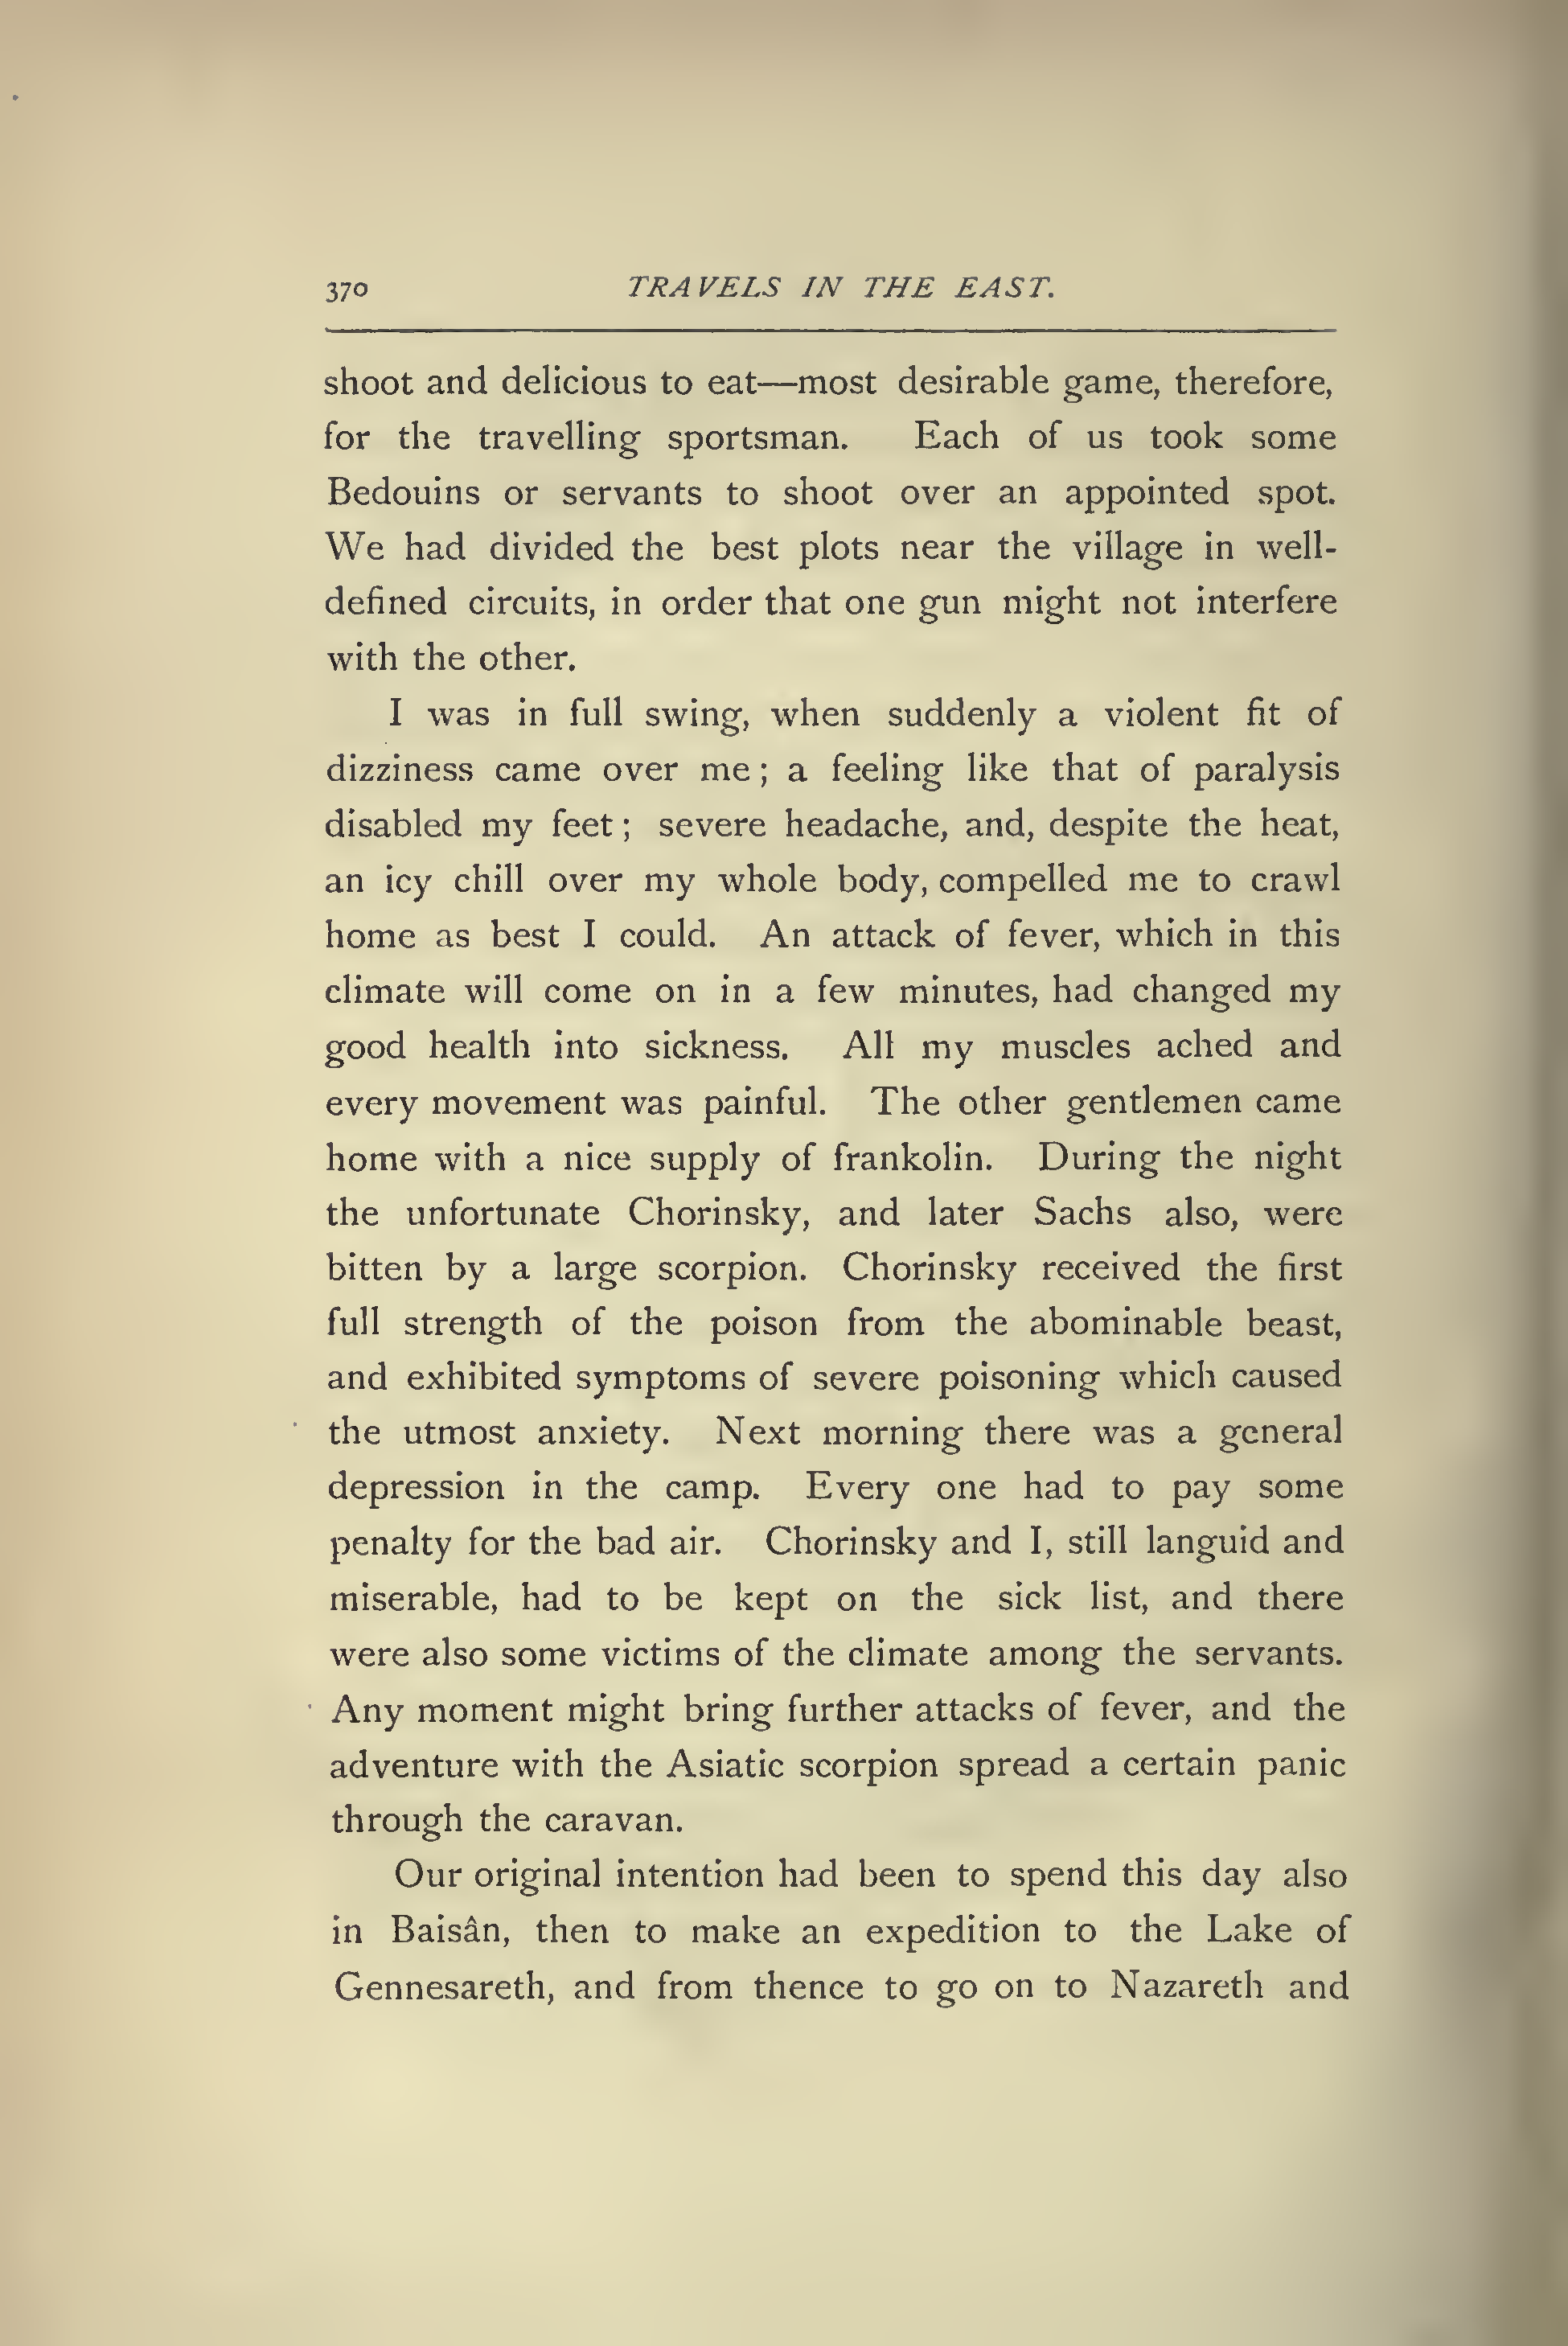 370 TRAVELS IN THE EAST.
shoot and delicious to eat—most desirable game, therefore,
for the travelling sportsman. Each of us took some
Bedouins or servants to shoot over an appointed spot.
We had divided the best plots near the village in well-
defined circuits, in order that one gun might not interfere
with the other.
I was in full swing, when suddenly a violent fit of
dizziness came over me; a feeling like that of paralysis
disabled my feet; severe headache, and, despite the heat,
an icy chill over my whole body, compelled me to crawl
home as best I could. An attack of fever, which in this
climate will come on in a few minutes, had changed my
good health into sickness. All my muscles ached and
every movement was painful. The other gentlemen came
home with a nice supply of frankolin. During the night
the unfortunate Chorinsky, and later Sachs also, were
bitten by a large scorpion. Chorinsky received the first
full strength of the poison from the abominable beast,
and exhibited symptoms of severe poisoning which caused
the utmost anxiety. Next morning there was a general
depression in the camp. Every one had to pay some
penalty for the bad air. Chorinsky and I, still languid and
miserable, had to be kept on the sick list, and there
were also some victims of the climate among the servants.
Any moment might bring further attacks of fever, and the
adventure with the Asiatic scorpion spread a certain panic
through the caravan.
Our original intention had been to spend this day also
in Baisân, then to make an expedition to the Lake of
Gennesareth, and from thence to go on to Nazareth and